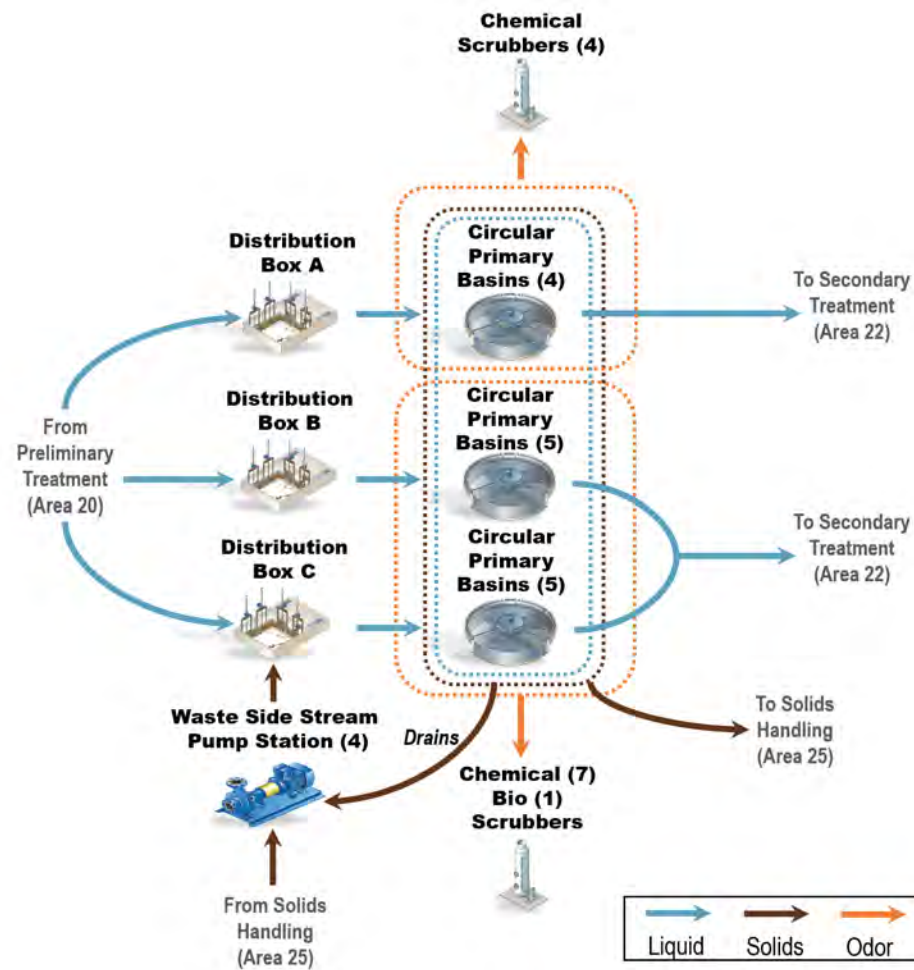 Chemical
Scrubbers (4)
Distribution
Box A
Circular
Primary
Basins (4)
To Secondary
Treatment
(Area 22)
From
Preliminary
Treatment
(Area 20)
Distribution
Box B
Circular
Primary
Basins (5)
Distribution
Box C
Circular
Primary
Basins (5)
To Secondary
Treatment
(Area 22)
Waste Side Stream
Pump Station (4)
Drains
To Solids
Handling
(Area 25)
Chemical (7)
Bio (1)
Scrubbers
From Solids
Handling
(Area 25)
Liquid
Solids
Odor